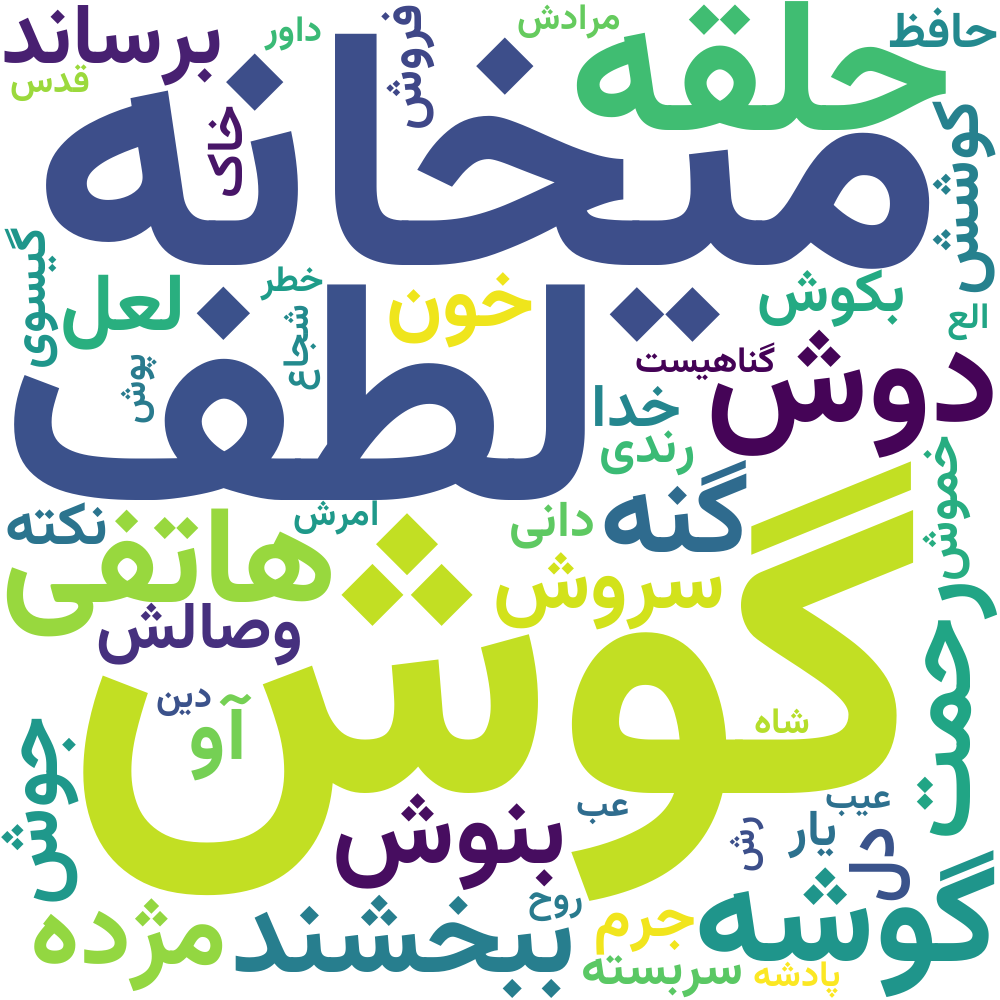 حافظ
حلقه
مرادش
فروش
داور
برساند
قدس
میخانه
خاک
کوشش
گیسوی
لعل
خطر
شجاع
خون
بکوش
الع
لطف
پوش
گناهیست
دوش
خدا
رندی
خموش
گنه
دانی
امرش
نکته
هاتفی
سروش
گوش
وصالش
رحمت
دین
آو
شاه
جوش
بنوش
عب
عیب
یار
رش
دل
گوشه
روح
جرم
ببخشند
مژده
سربسته
پادشه